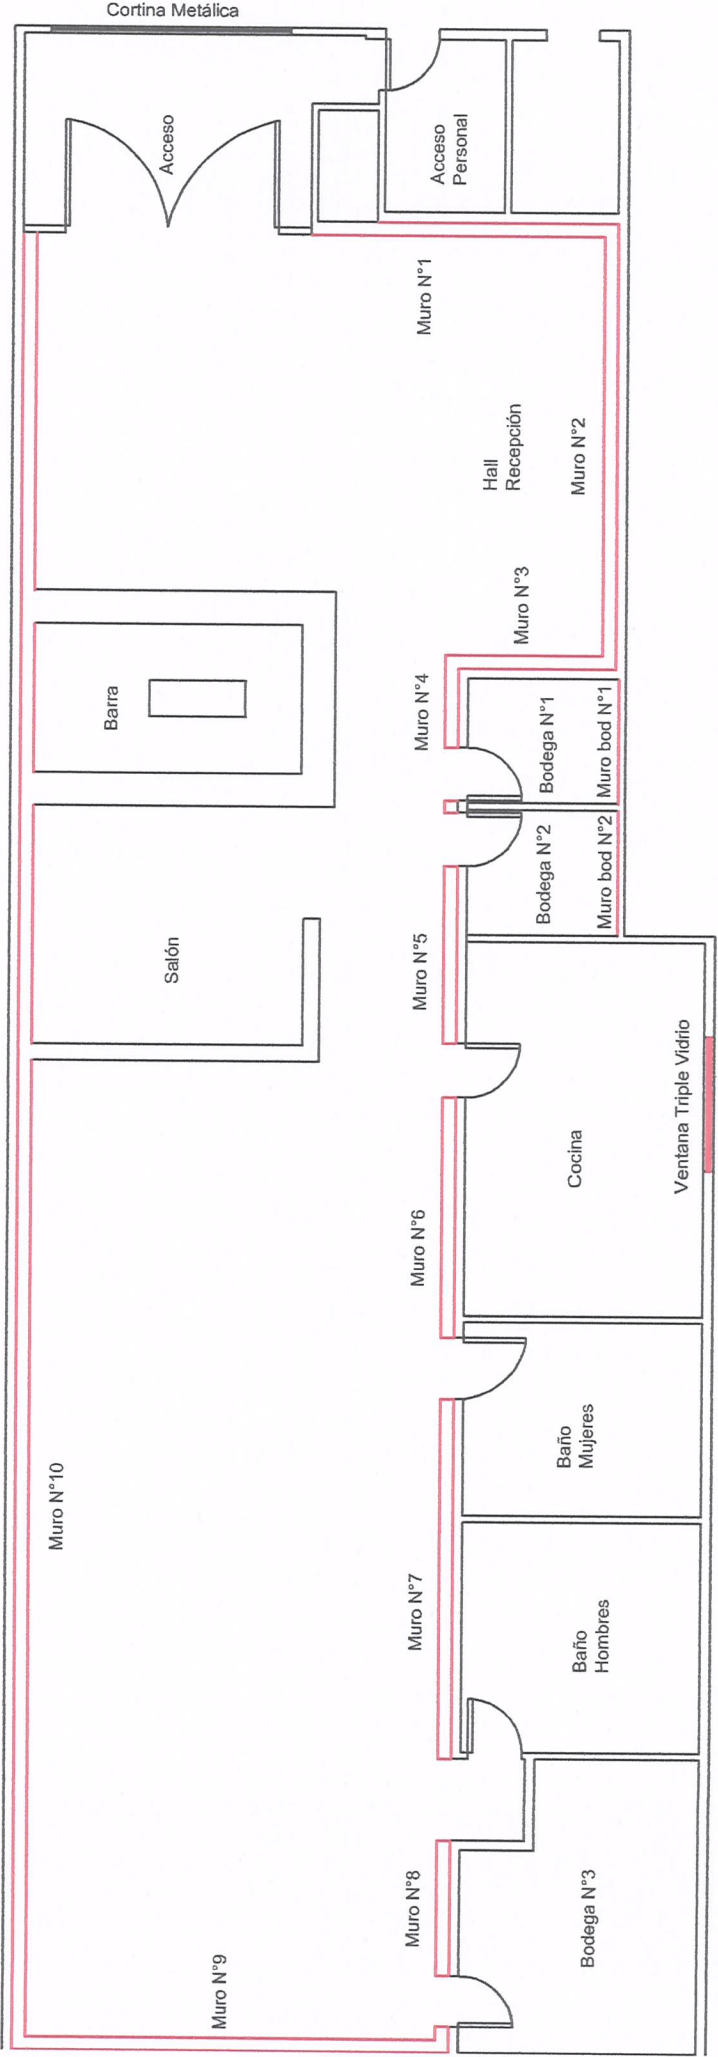 Cortina Metálica
Acceso
Acceso
Personal
Muro N°1
Hall
Recepción
Muro N°2
Muro N°3
Barra
Muro N°4
Bodega N°1
Muro bod N°1
Bodega N°2
Muro bod N°2
Salón
Muro N°5
Cocina
Ventana Triple Vidrio
Muro N°6
Baño
Mujeres
Muro N°10
Muro N°7
Baño
Hombres
Muro N°8
Bodega N°3
Muro N°9